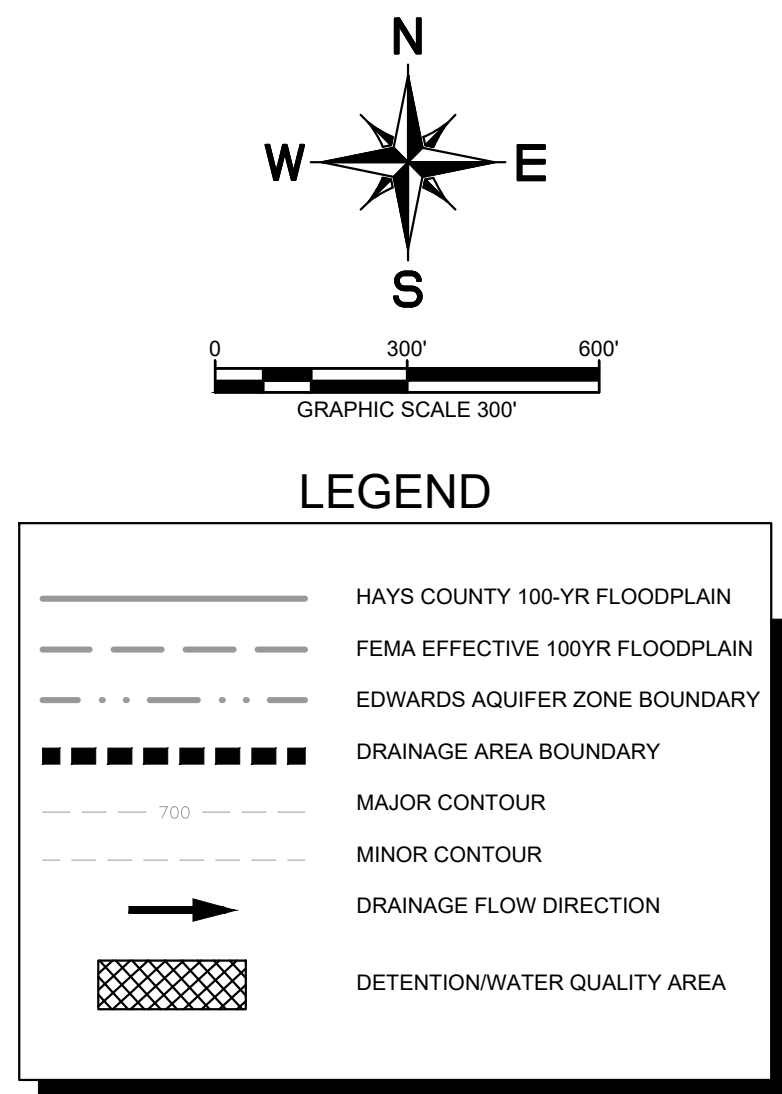 N
W E
S
0 300' 600'
GRAPHIC SCALE 300'
LEGEND
HAYS COUNTY 100-YR FLOODPLAIN
FEMA EFFECTIVE 100YR FLOODPLAIN
EDWARDS AQUIFER ZONE BOUNDARY
DRAINAGE AREA BOUNDARY
700 MAJOR CONTOUR
MINOR CONTOUR
DRAINAGE FLOW DIRECTION
DETENTION/WATER QUALITY AREA